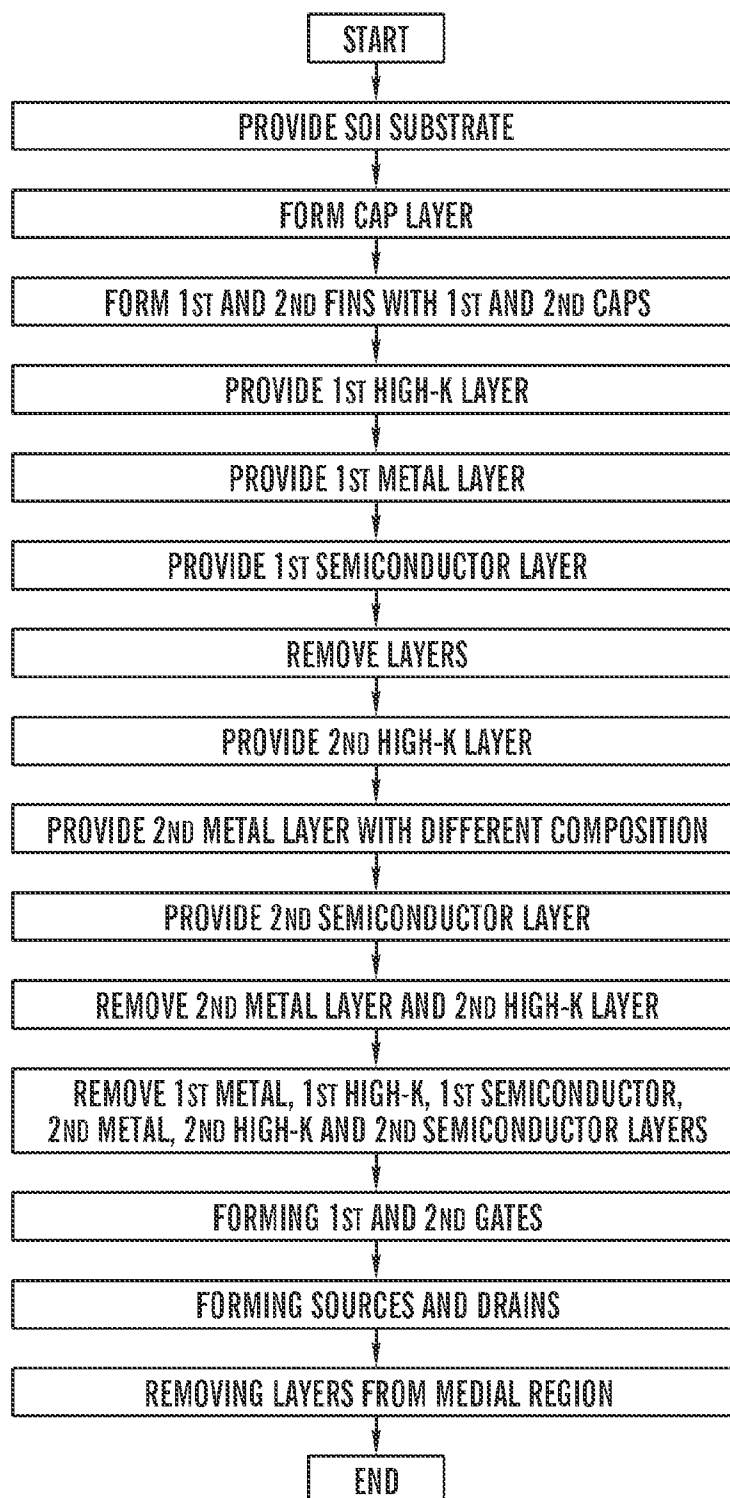 START
PROVIDE SOI SUBSTRATE
FORM CAP LAYER
FORM 1ST AND 2ND FINS WITH 1ST AND 2ND CAPS
PROVIDE 1ST HIGH-K LAYER
PROVIDE 1ST METAL LAYER
PROVIDE 1ST SEMICONDUCTOR LAYER
REMOVE LAYERS
PROVIDE 2ND HIGH-K LAYER
PROVIDE 2ND METAL LAYER WITH DIFFERENT COMPOSITION
PROVIDE 2ND SEMICONDUCTOR LAYER
REMOVE 2ND METAL LAYER AND 2ND HIGH-K LAYER
REMOVE 1ST METAL, 1ST HIGH-K, 1ST SEMICONDUCTOR,
2ND METAL, 2ND HIGH-K AND 2ND SEMICONDUCTOR LAYERS
FORMING 1ST AND 2ND GATES
FORMING SOURCES AND DRAINS
REMOVING LAYERS FROM MEDIAL REGION
END